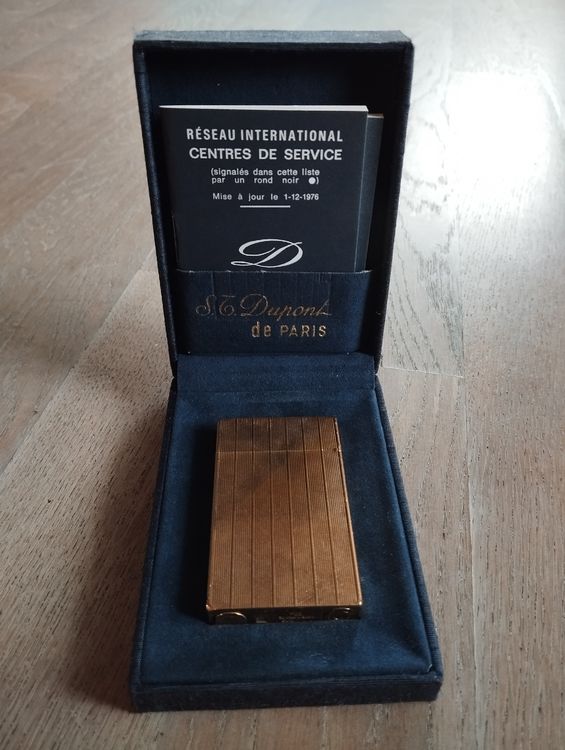 RÉSEAU INTERNATIONAL
CENTRES DE SERVICE
(signalés dans cette liste
par un rond noir ●)
Mise à jour le 1-12-1976
D
S.T. Dupont
de PARIS